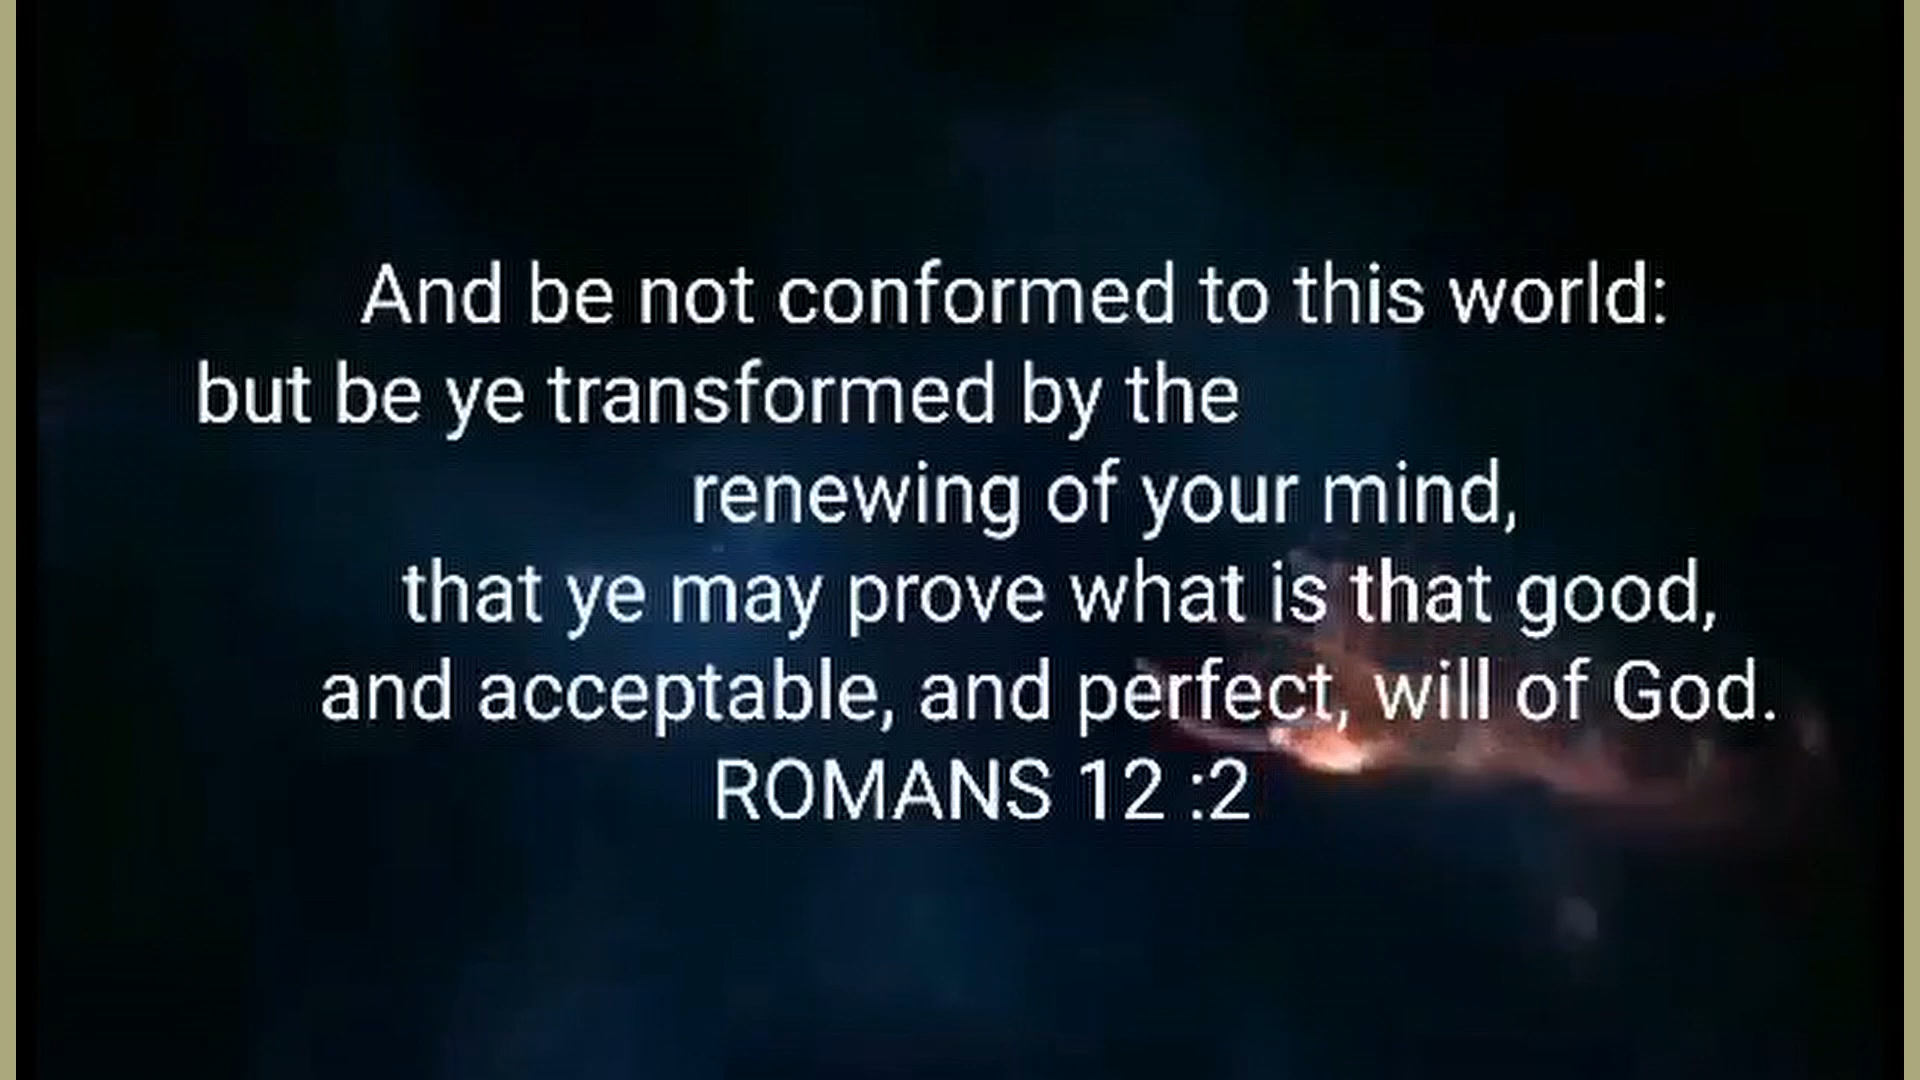 And be not conformed to this world:
but be ye transformed by the
renewing of your mind,
that ye may prove what is that good,
and acceptable, and perfect, will of God.
ROMANS 12 :2